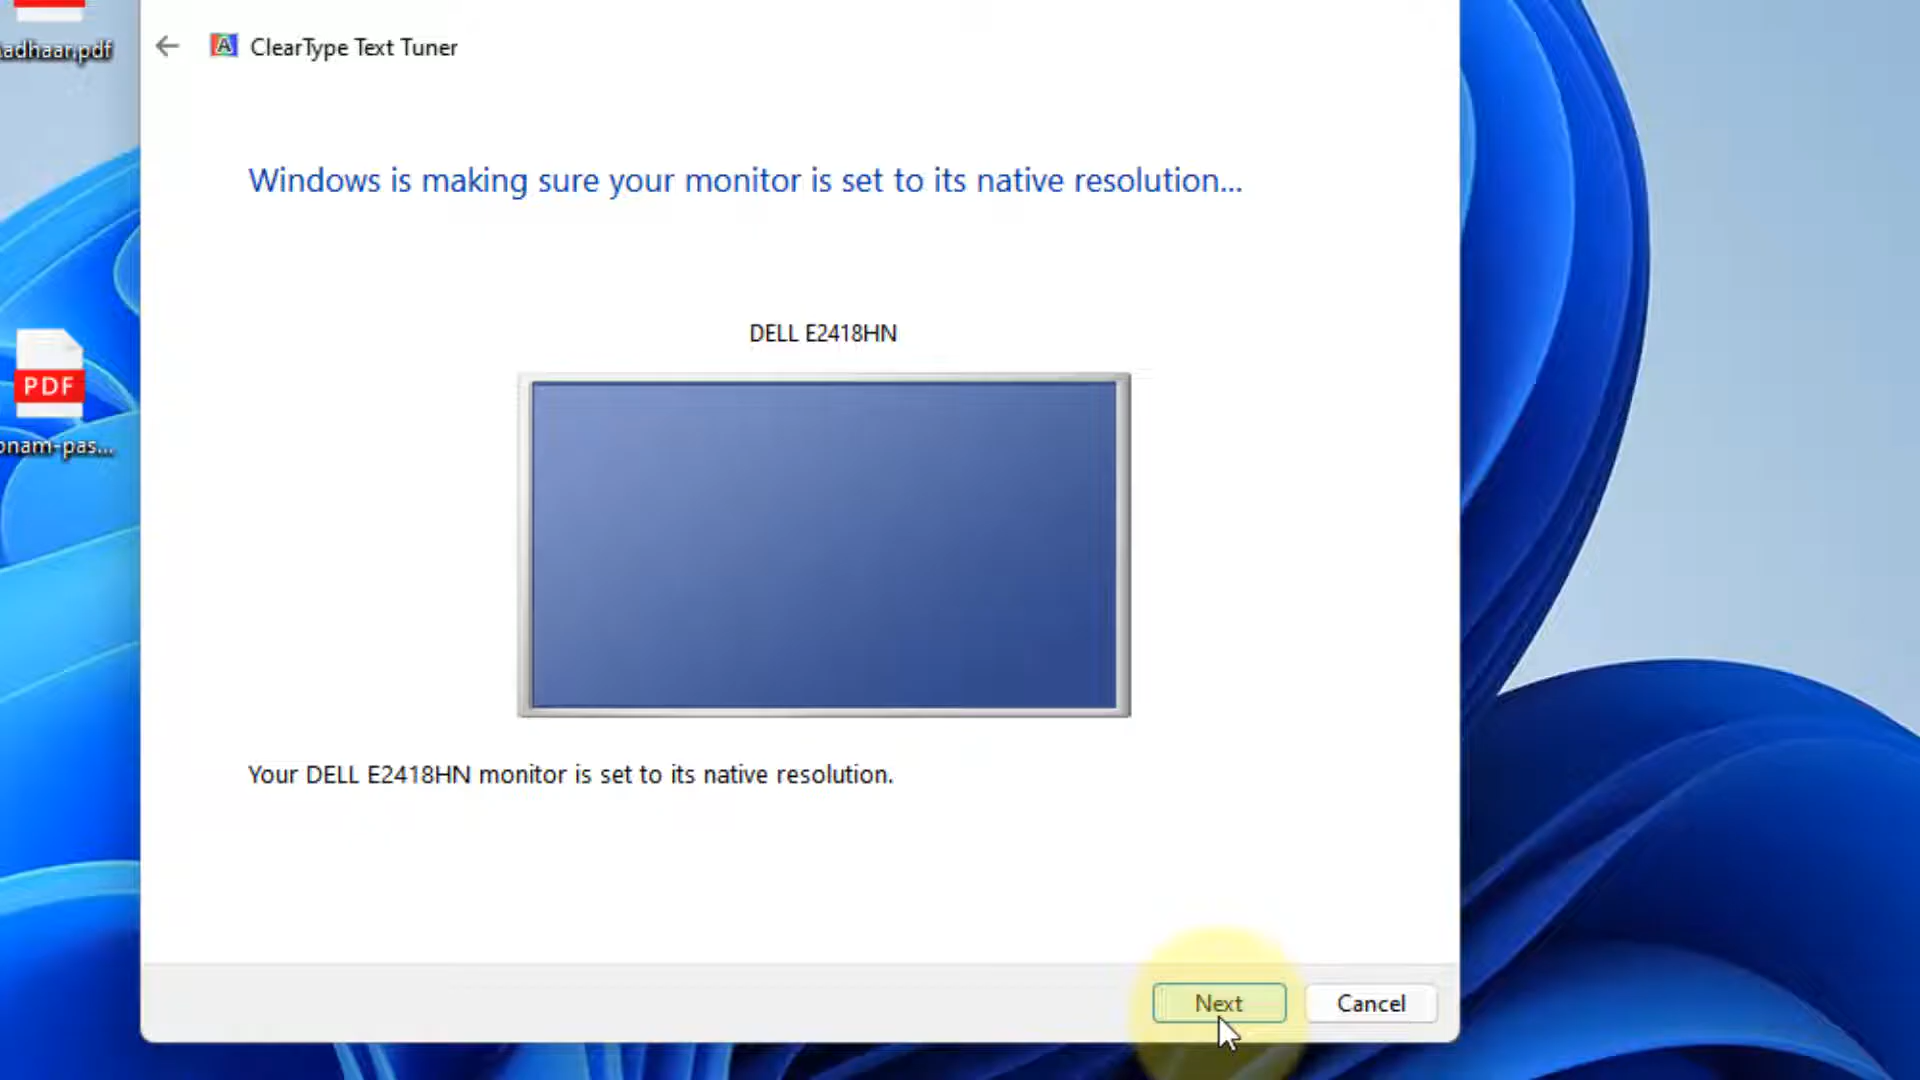 adhaar.pdf
ClearType Text Tuner
Windows is making sure your monitor is set to its native resolution...
DELL E2418HN
PDF
onam-pas...
Your DELL E2418HN monitor is set to its native resolution.
Next
Cancel